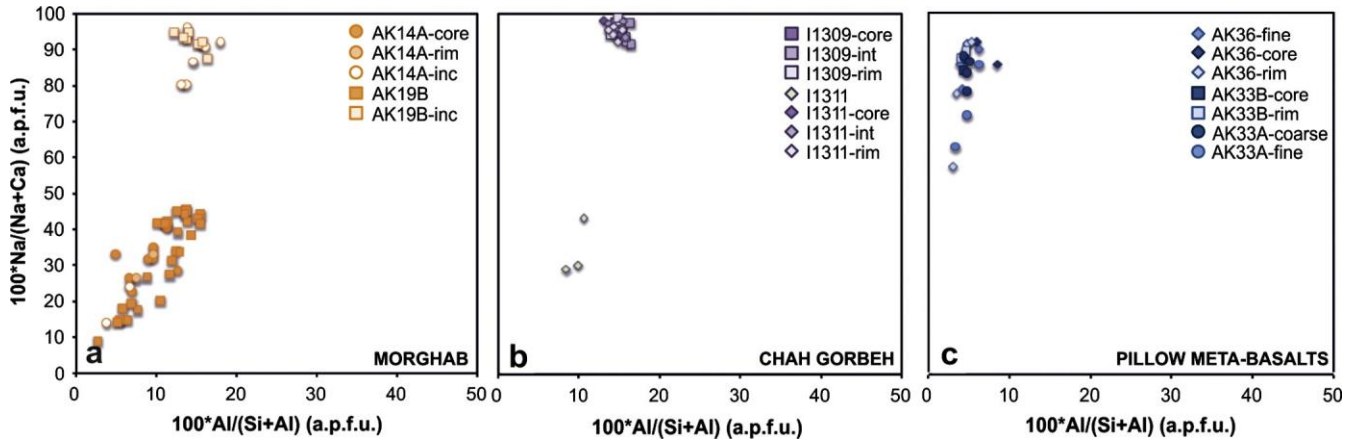 100*Na/(Na+Ca) (a.p.f.u.)
100
90
80
70
60
50
40
30
20
10
0
AK14A-core
AK14A-rim
AK14A-inc
AK19B
AK19B-inc
a
MORGHAB
0 10 20 30 40 50
100*Al/(Si+Al) (a.p.f.u.)
I1309-core
I1309-int
I1309-rim
I1311
I1311-core
I1311-int
I1311-rim
b
CHAH GORBEH
0 10 20 30 40 50
100*Al/(Si+Al) (a.p.f.u.)
AK36-fine
AK36-core
AK36-rim
AK33B-core
AK33B-rim
AK33A-coarse
AK33A-fine
c
PILLOW META-BASALTS
0 10 20 30 40 50
100*Al/(Si+Al) (a.p.f.u.)